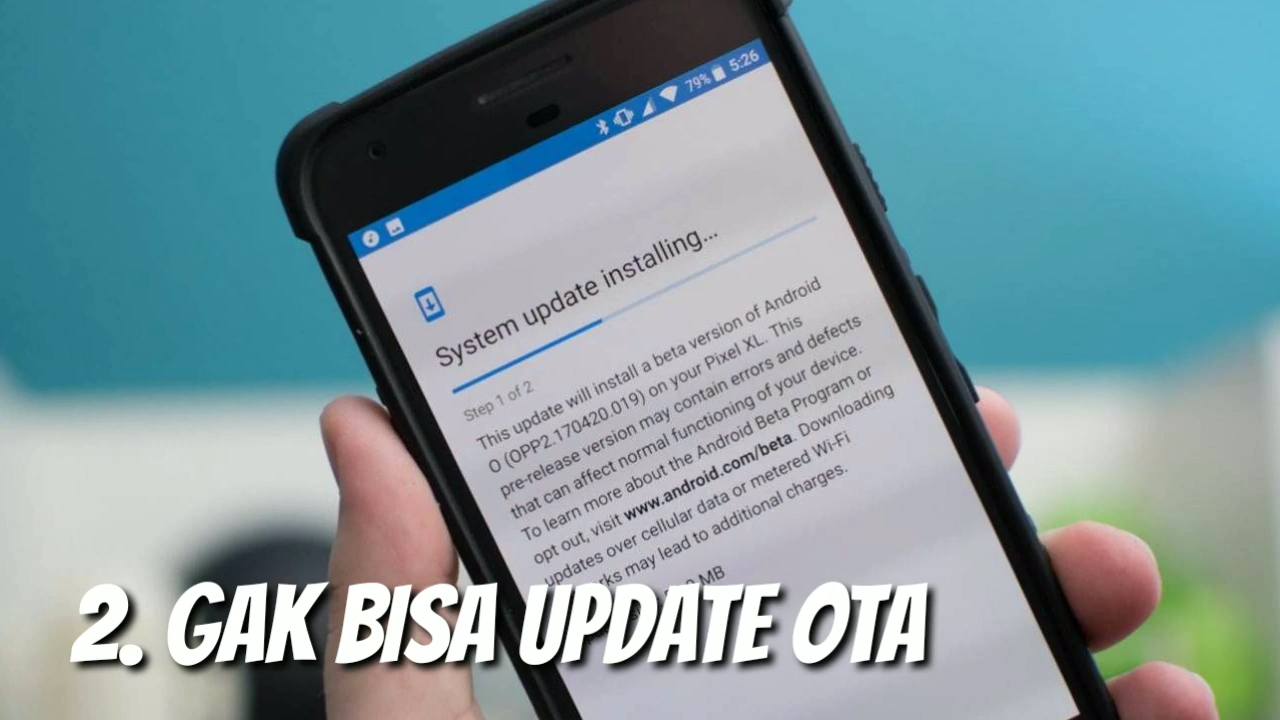 79% 5:26
System update installing...
Step 1 of 2
This update will install a beta version of Android
O (OPP2.170420.019) on your Pixel XL. This
pre-release version may contain errors and defects
that can affect normal functioning of your device.
To learn more about the Android Beta Program or
opt out, visit www.android.com/beta. Downloading
updates over cellular data or metered Wi-Fi
may lead to additional charges.
MB
2. GAK BISA UPDATE OTA